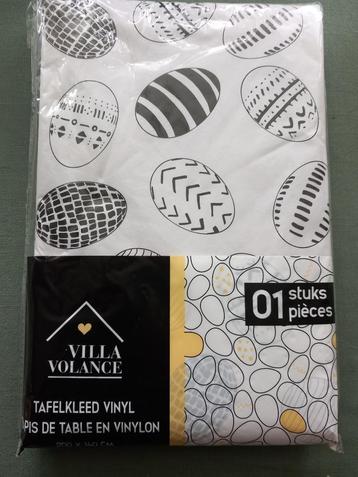 01 stuks
pièces
VILLA
VOLANCE
TAFELKLEED VINYL
PIS DE TABLE EN VINYLON